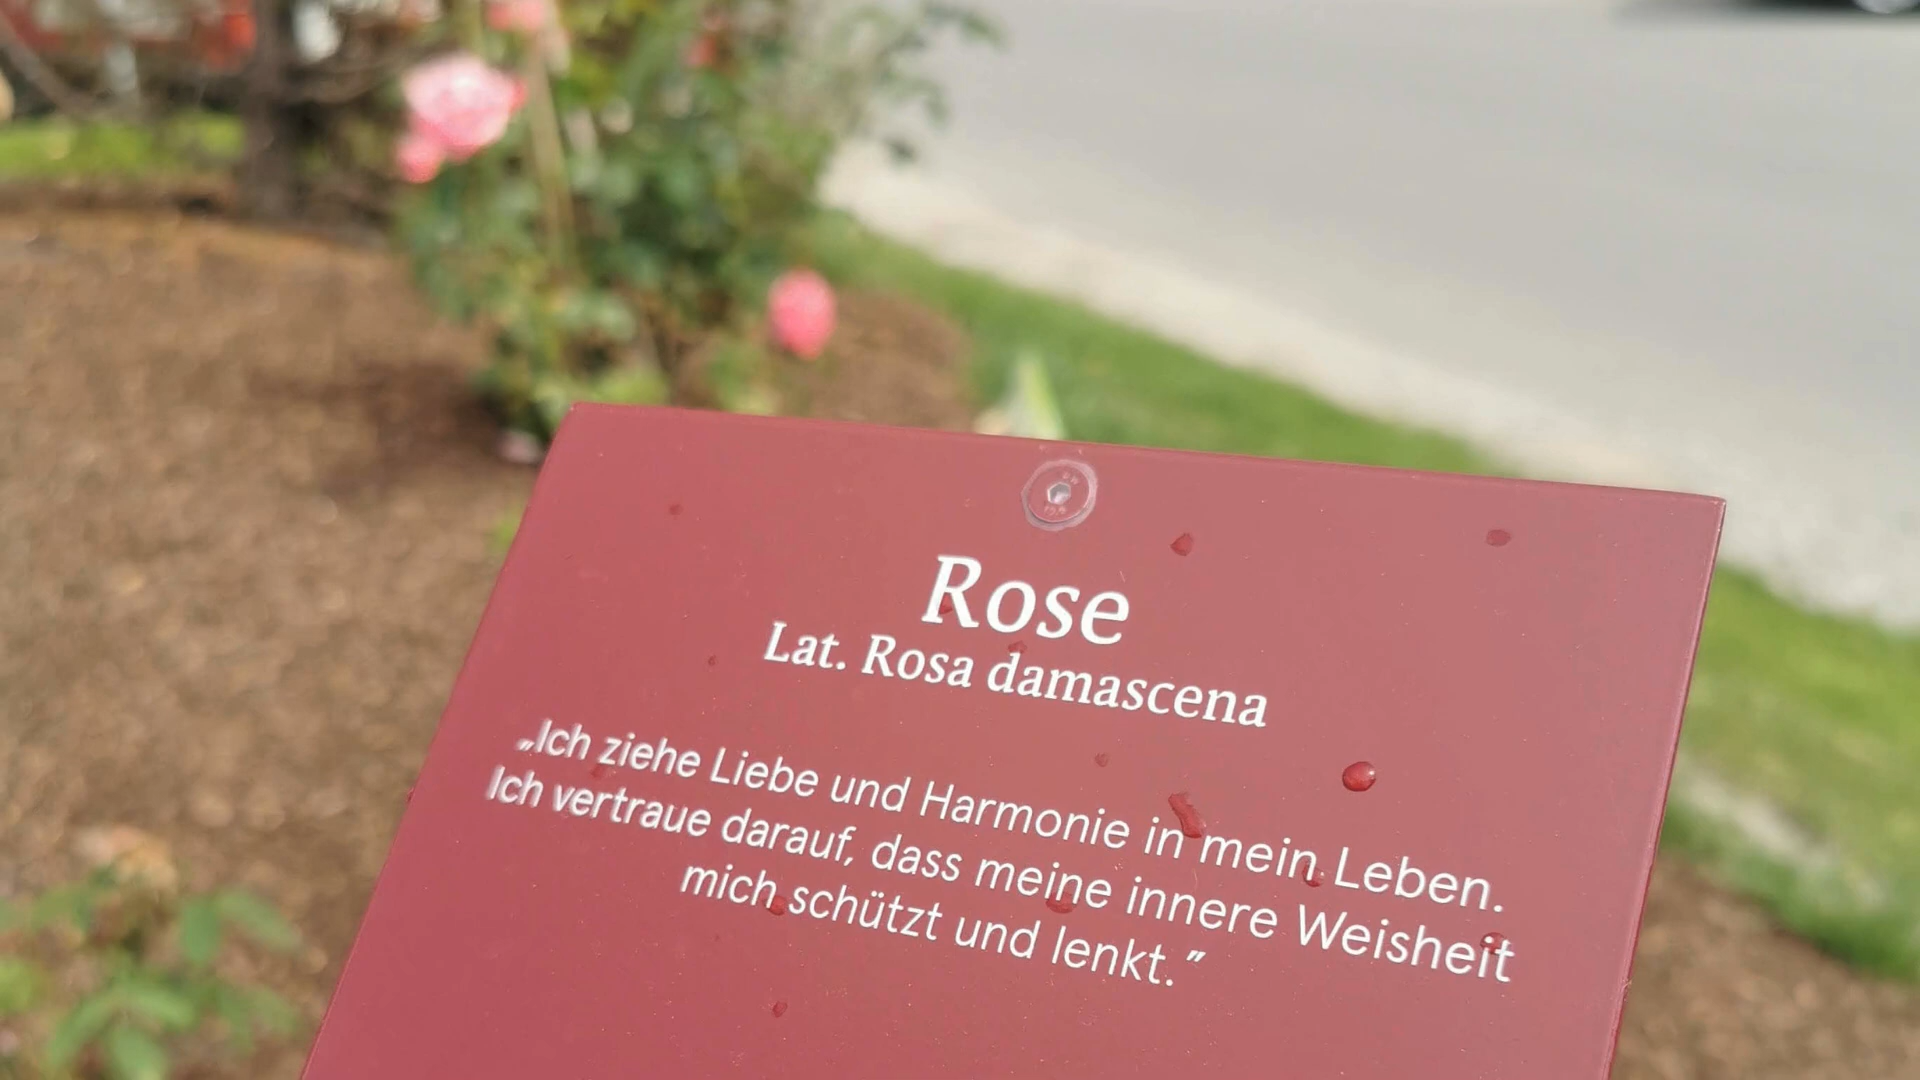 Rose
Lat. Rosa damascena
„Ich ziehe Liebe und Harmonie in mein Leben.
Ich vertraue darauf, dass meine innere Weisheit
mich schützt und lenkt.”